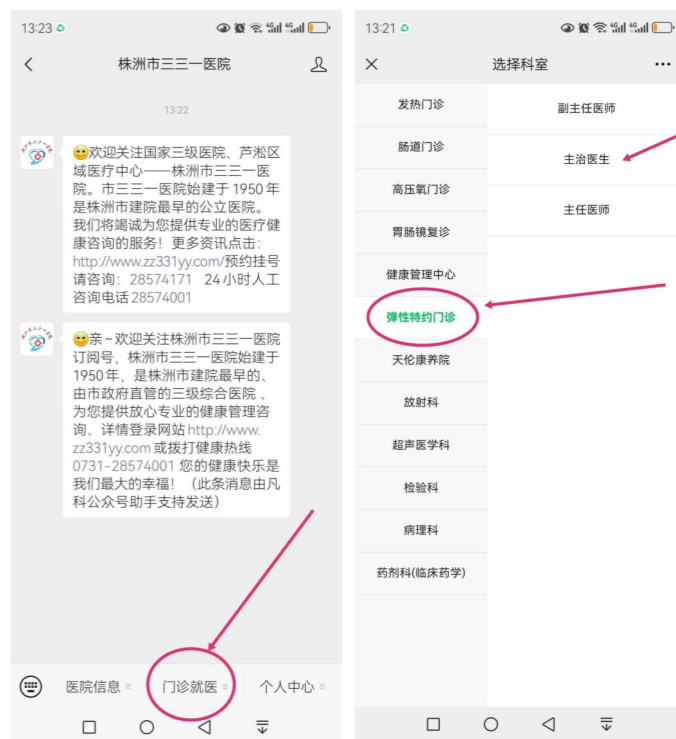 13:23
4G 4G
株洲市三三一医院
13:22
欢迎关注国家三级医院、芦淞区
域医疗中心——株洲市三三一医
院。市三三一医院始建于 1950 年
是株洲市建院最早的公立医院。
我们将竭诚为您提供专业的医疗健
康咨询的服务！更多资讯点击：
http://www.zz331yy.com/预约挂号
请咨询：28574171 24小时人工
咨询电话 28574001
亲~欢迎关注株洲市三三一医院
订阅号，株洲市三三一医院始建于
1950年，是株洲市建院最早的、
由市政府直管的三级综合医院 、
为您提供放心专业的健康管理咨
询、详情登录网站 http://www.
zz331yy.com 或拨打健康热线
0731-28574001 您的健康快乐是
我们最大的幸福！（此条消息由凡
科公众号助手支持发送）
医院信息
门诊就医
个人中心
13:21
4G 4G
选择科室
发热门诊
肠道门诊
高压氧门诊
胃肠镜复诊
健康管理中心
弹性特约门诊
天伦康养院
放射科
超声医学科
检验科
病理科
药剂科(临床药学)
副主任医师
主治医生
主任医师